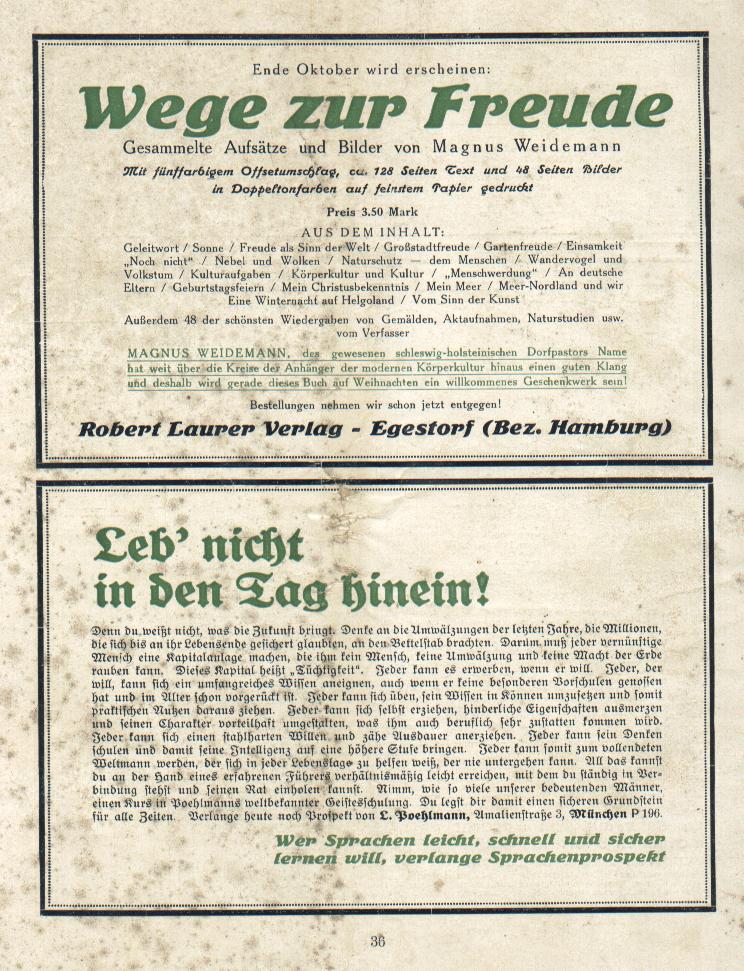 Ende Oktober wird erscheinen:
Wege zur Freude
Gesammelte Aufsätze und Bilder von Magnus Weidemann
Mit fünffarbigem Offsetumschlag, ca. 128 Seiten Text und 48 Seiten Bilder
in Doppeltonfarben auf feinstem Papier gedruckt
Preis 3.50 Mark
AUS DEM INHALT:
Geleitwort / Sonne / Freude als Sinn der Welt / Großstadtfreude / Gartenfreude / Einsamkeit
„Noch nicht“ / Nebel und Wolken / Naturschutz — dem Menschen / Wandervogel und
Volkstum / Kulturaufgaben / Körperkultur und Kultur / „Menschwerdung“ / An deutsche
Eltern / Geburtstagsfeiern / Mein Christusbekenntnis / Mein Meer / Meer-Nordland und wir
Eine Winternacht auf Helgoland / Vom Sinn der Kunst
Außerdem 48 der schönsten Wiedergaben von Gemälden, Aktaufnahmen, Naturstudien usw.
vom Verfasser
MAGNUS WEIDEMANN, des gewesenen schleswig-holsteinischen Dorfpastors Name
hat weit über die Kreise der Anhänger der modernen Körperkultur hinaus einen guten Klang
und deshalb wird gerade dieses Buch auf Weihnachten ein willkommenes Geschenkwerk sein!
Bestellungen nehmen wir schon jetzt entgegen!
Robert Laurer Verlag - Egestorf (Bez. Hamburg)
Leb' nicht
in den Tag hinein!
Denn du weißt nicht, was die Zukunft bringt. Denke an die Umwälzungen der letzten Jahre, die Millionen,
die sich bis an ihr Lebensende gesichert glaubten, an den Bettelstab brachten. Darum muß jeder vernünftige
Mensch eine Kapitalanlage machen, die ihm kein Mensch, keine Umwälzung und keine Macht der Erde
rauben kann. Dieses Kapital heißt „Tüchtigkeit“. Jeder kann es erwerben, wenn er will. Jeder, der
will, kann sich ein umfangreiches Wissen aneignen, auch wenn er keine besonderen Vorschulen genossen
hat und im Alter schon vorgerückt ist. Jeder kann sich üben, sein Wissen in Können umzusetzen und somit
praktischen Nutzen daraus ziehen. Jeder kann sich selbst erziehen, hinderliche Eigenschaften ausmerzen
und seinen Charakter vorteilhaft umgestalten, was ihm auch beruflich sehr zustatten kommen wird.
Jeder kann sich einen stahlharten Willen und zähe Ausdauer anerziehen. Jeder kann sein Denken
schulen und damit seine Intelligenz auf eine höhere Stufe bringen. Jeder kann somit zum vollendeten
Weltmann werden, der sich in jeder Lebenslage zu helfen weiß, der nie untergehen kann. All das kannst
du an der Hand eines erfahrenen Führers verhältnismäßig leicht erreichen, mit dem du ständig in Ver-
bindung stehst und seinen Rat einholen kannst. Nimm, wie so viele unserer bedeutenden Männer,
einen Kurs in Poehlmanns weltbekannter Geistesschulung. Du legst dir damit einen sicheren Grundstein
für alle Zeiten. Verlange heute noch Prospekt von L. Poehlmann, Amalienstraße 3, München P 196.
Wer Sprachen leicht, schnell und sicher
lernen will, verlange Sprachenprospekt
36